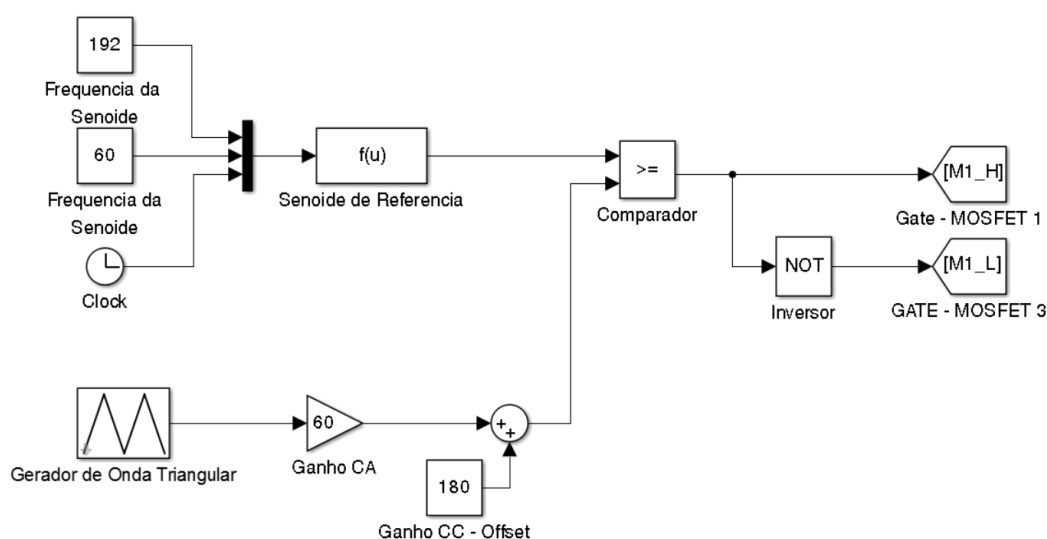 192
Frequencia da
Senoide
60
Frequencia da
Senoide
Clock
f(u)
Senoide de Referencia
>=
Comparador
[M1_H]
Gate - MOSFET 1
NOT
Inversor
[M1_L]
GATE - MOSFET 3
Gerador de Onda Triangular
60
Ganho CA
++
180
Ganho CC - Offset